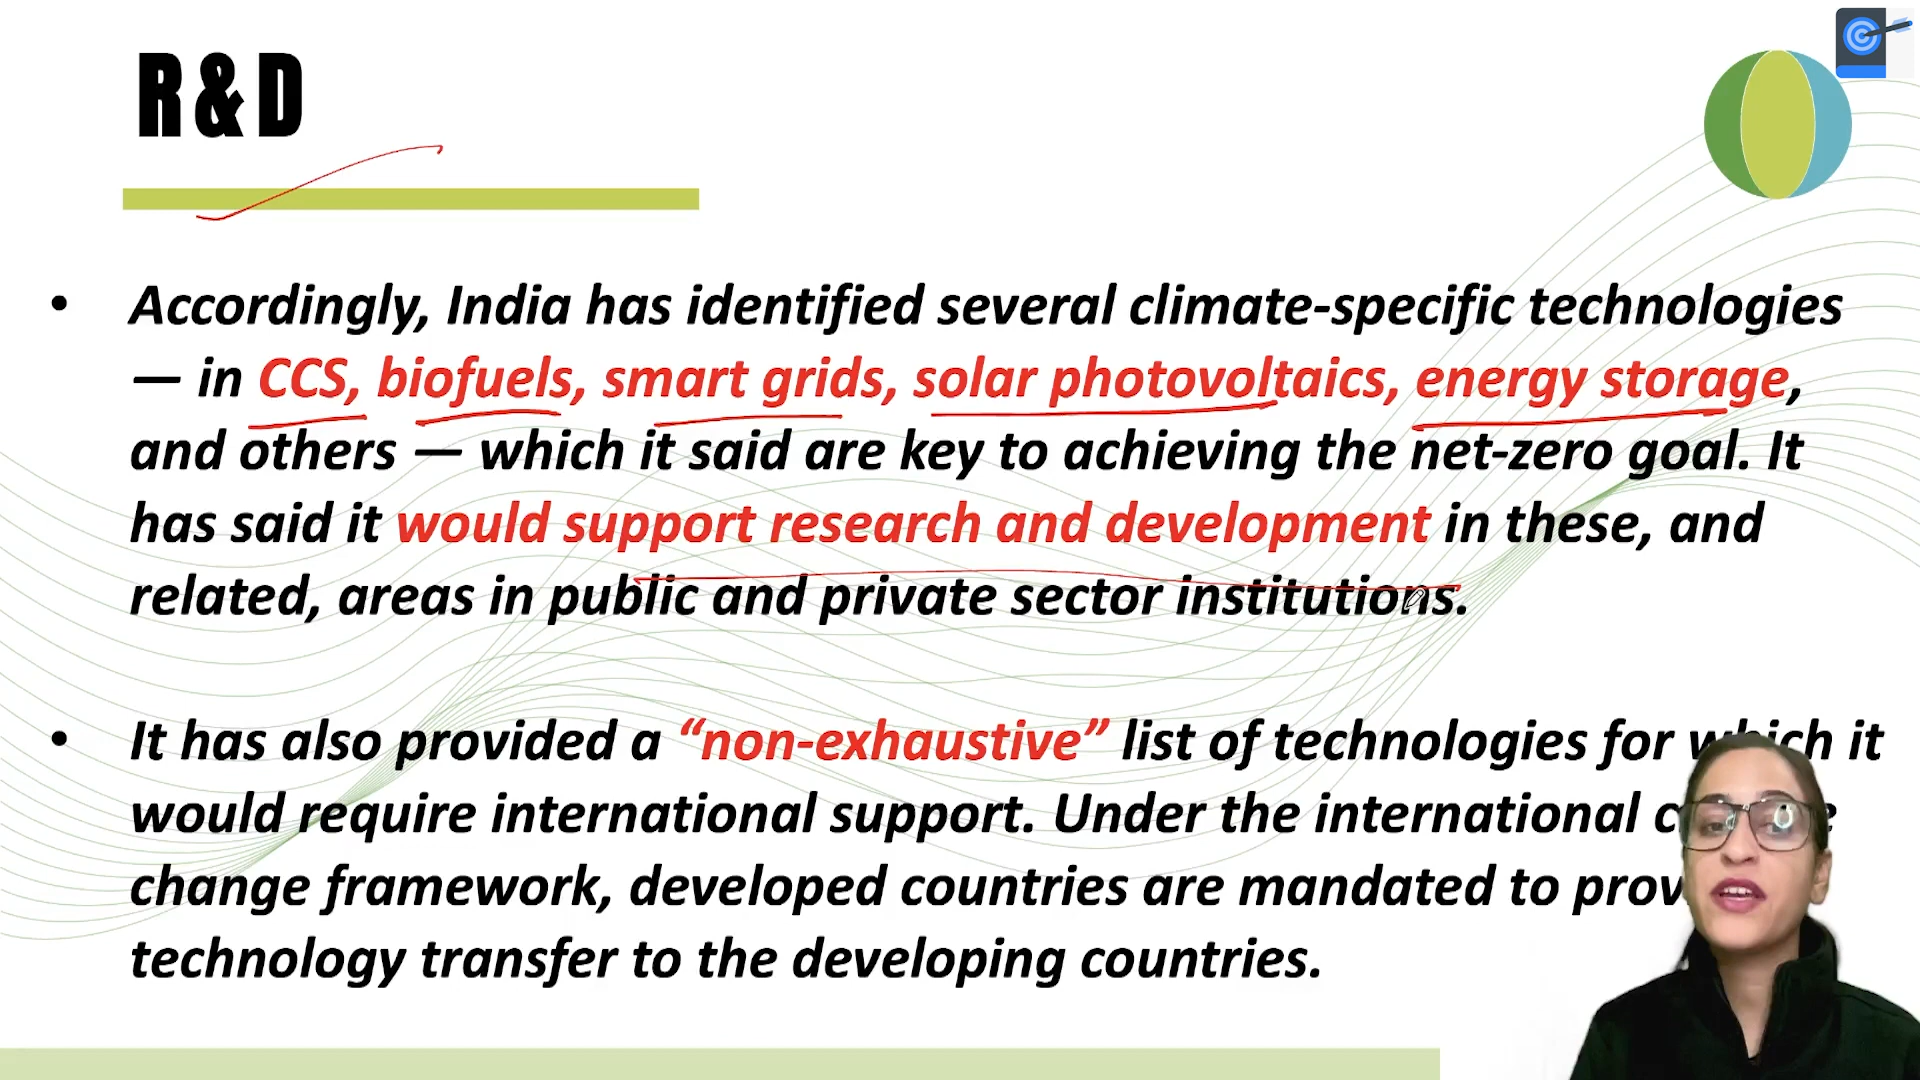 R&D
• Accordingly, India has identified several climate-specific technologies
— in CCS, biofuels, smart grids, solar photovoltaics, energy storage,
and others — which it said are key to achieving the net-zero goal. It
has said it would support research and development in these, and
related, areas in public and private sector institutions.
• It has also provided a “non-exhaustive” list of technologies for which it
would require international support. Under the international
change framework, developed countries are mandated to
technology transfer to the developing countries.